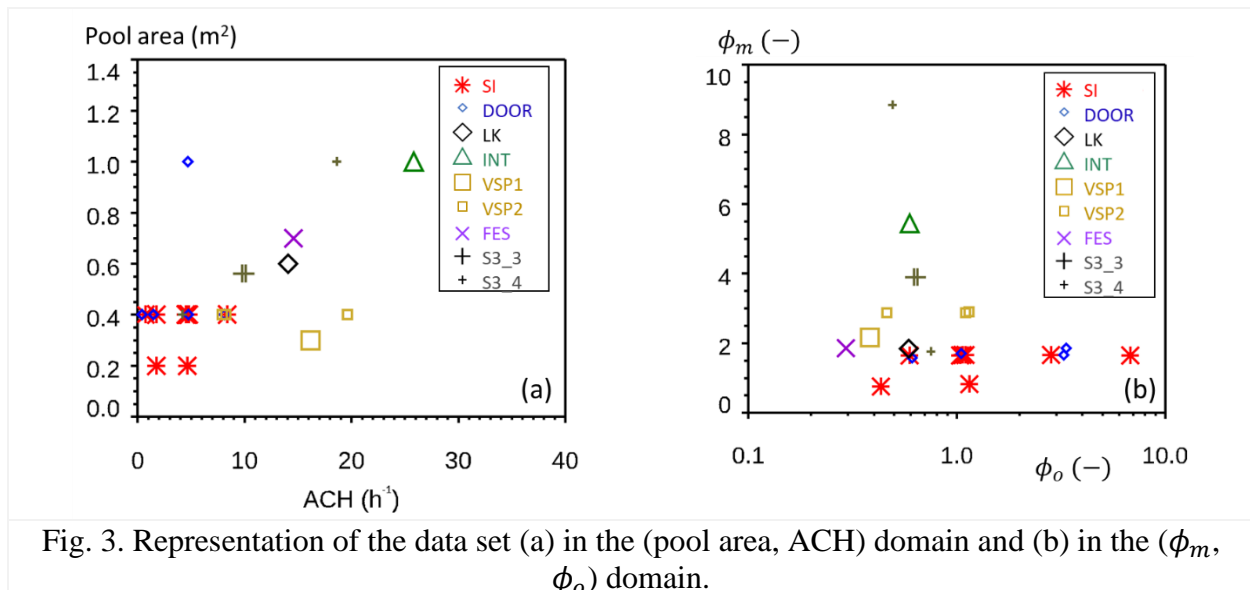 Pool area (m²)
1.4
1.2
1.0
0.8
0.6
0.4
0.2
0.0
0
10
20
30
40
ACH (h⁻¹)
SI
DOOR
LK
INT
VSP1
VSP2
FES
S3_3
S3_4
(a)
ϕm (−)
10
8
6
4
2
0
0.1
1.0
10.0
ϕo (−)
SI
DOOR
LK
INT
VSP1
VSP2
FES
S3_3
S3_4
(b)
Fig. 3. Representation of the data set (a) in the (pool area, ACH) domain and (b) in the (ϕm,
ϕo) domain.